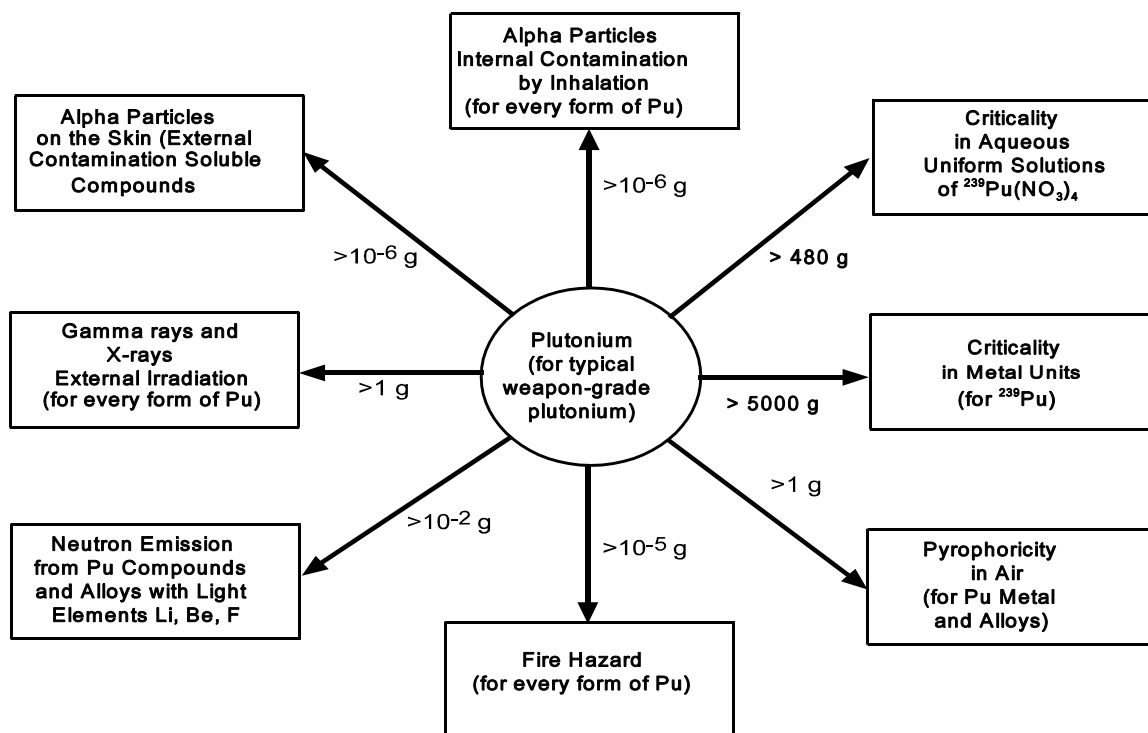 Alpha Particles
Internal Contamination
by Inhalation
(for every form of Pu)
Alpha Particles
on the Skin (External
Contamination Soluble
Compounds
Criticality
in Aqueous
Uniform Solutions
of ²³⁹Pu(NO₃)₄
>10⁻⁶ g
>10⁻⁶ g
> 480 g
Gamma rays and
X-rays
External Irradiation
(for every form of Pu)
>1 g
Plutonium
(for typical
weapon-grade
plutonium)
> 5000 g
Criticality
in Metal Units
(for ²³⁹Pu)
>10⁻² g
>10⁻⁵ g
>1 g
Neutron Emission
from Pu Compounds
and Alloys with Light
Elements Li, Be, F
Fire Hazard
(for every form of Pu)
Pyrophoricity
in Air
(for Pu Metal
and Alloys)